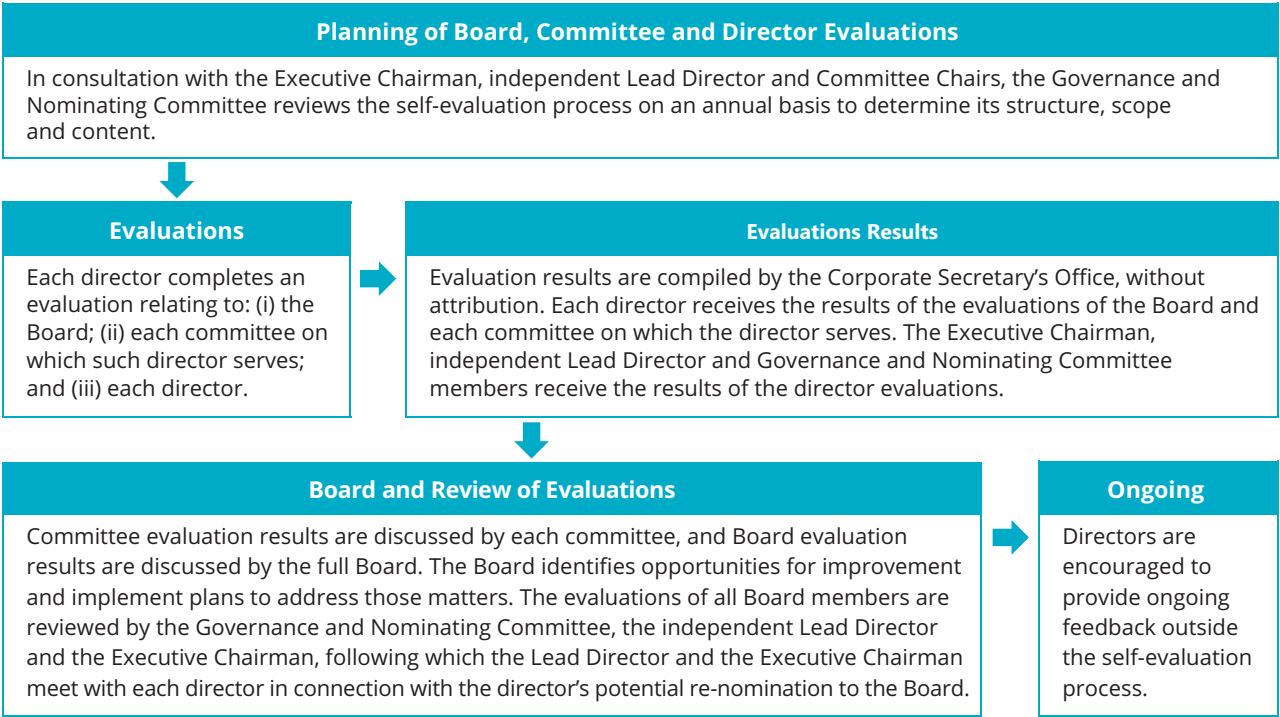 Planning of Board, Committee and Director Evaluations
In consultation with the Executive Chairman, independent Lead Director and Committee Chairs, the Governance and
Nominating Committee reviews the self-evaluation process on an annual basis to determine its structure, scope
and content.
Evaluations
Each director completes an
evaluation relating to: (i) the
Board; (ii) each committee on
which such director serves;
and (iii) each director.
Evaluations Results
Evaluation results are compiled by the Corporate Secretary’s Office, without
attribution. Each director receives the results of the evaluations of the Board and
each committee on which the director serves. The Executive Chairman,
independent Lead Director and Governance and Nominating Committee
members receive the results of the director evaluations.
Board and Review of Evaluations
Committee evaluation results are discussed by each committee, and Board evaluation
results are discussed by the full Board. The Board identifies opportunities for improvement
and implement plans to address those matters. The evaluations of all Board members are
reviewed by the Governance and Nominating Committee, the independent Lead Director
and the Executive Chairman, following which the Lead Director and the Executive Chairman
meet with each director in connection with the director’s potential re-nomination to the Board.
Ongoing
Directors are
encouraged to
provide ongoing
feedback outside
the self-evaluation
process.